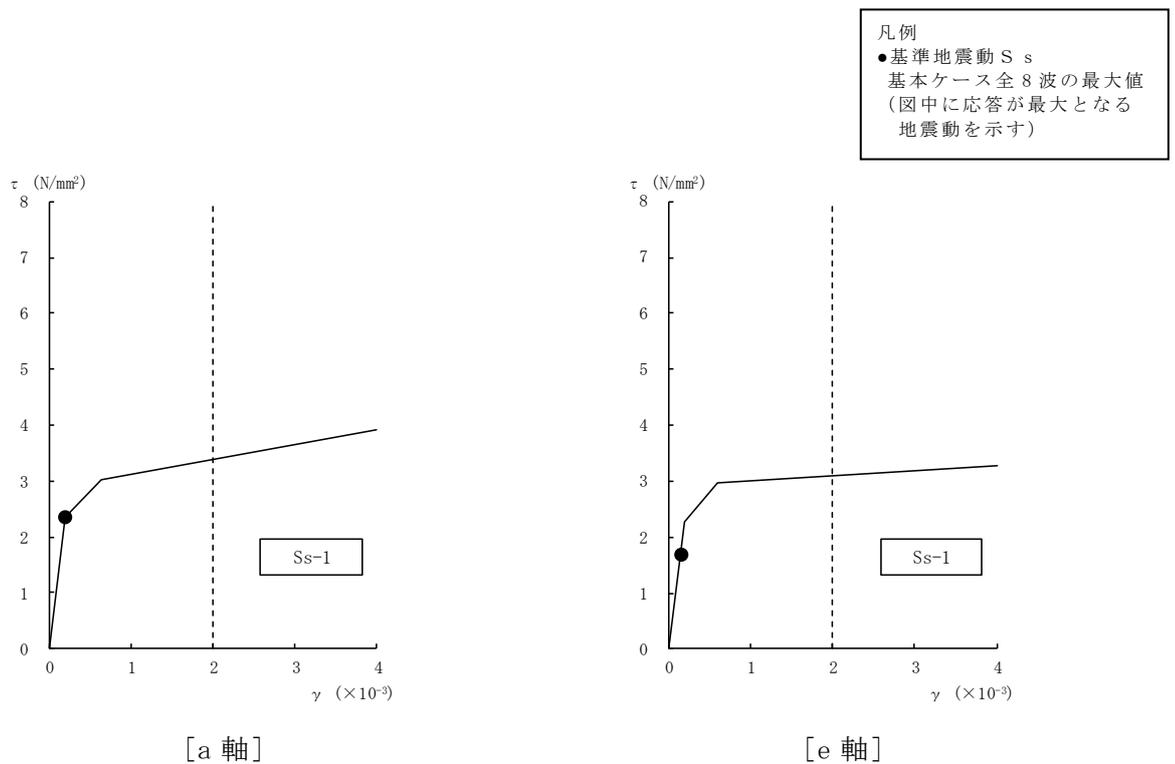 凡例
●基準地震動Ｓｓ
基本ケース全８波の最大値
（図中に応答が最大となる
地震動を示す）
τ (N/mm²)
8
7
6
5
4
3
2
1
0
0 1 2 3 4
γ (×10⁻³)
Ss-1
[a 軸]
τ (N/mm²)
8
7
6
5
4
3
2
1
0
0 1 2 3 4
γ (×10⁻³)
Ss-1
[e 軸]